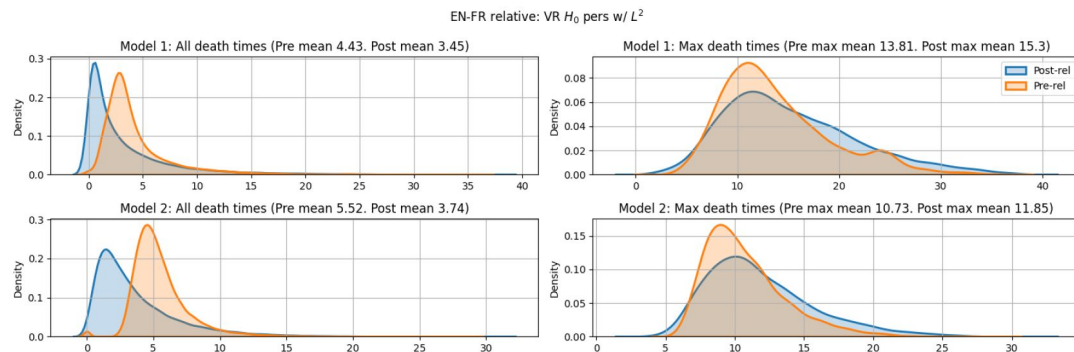 EN-FR relative: VR H₀ pers w/ L²
Model 1: All death times (Pre mean 4.43. Post mean 3.45)
Density
0.3
0.2
0.1
0.0
0 5 10 15 20 25 30 35 40
Model 1: Max death times (Pre max mean 13.81. Post max mean 15.3)
Density
0.08
0.06
0.04
0.02
0.00
0 10 20 30 40
Post-rel
Pre-rel
Model 2: All death times (Pre mean 5.52. Post mean 3.74)
Density
0.3
0.2
0.1
0.0
0 5 10 15 20 25 30
Model 2: Max death times (Pre max mean 10.73. Post max mean 11.85)
Density
0.15
0.10
0.05
0.00
0 5 10 15 20 25 30